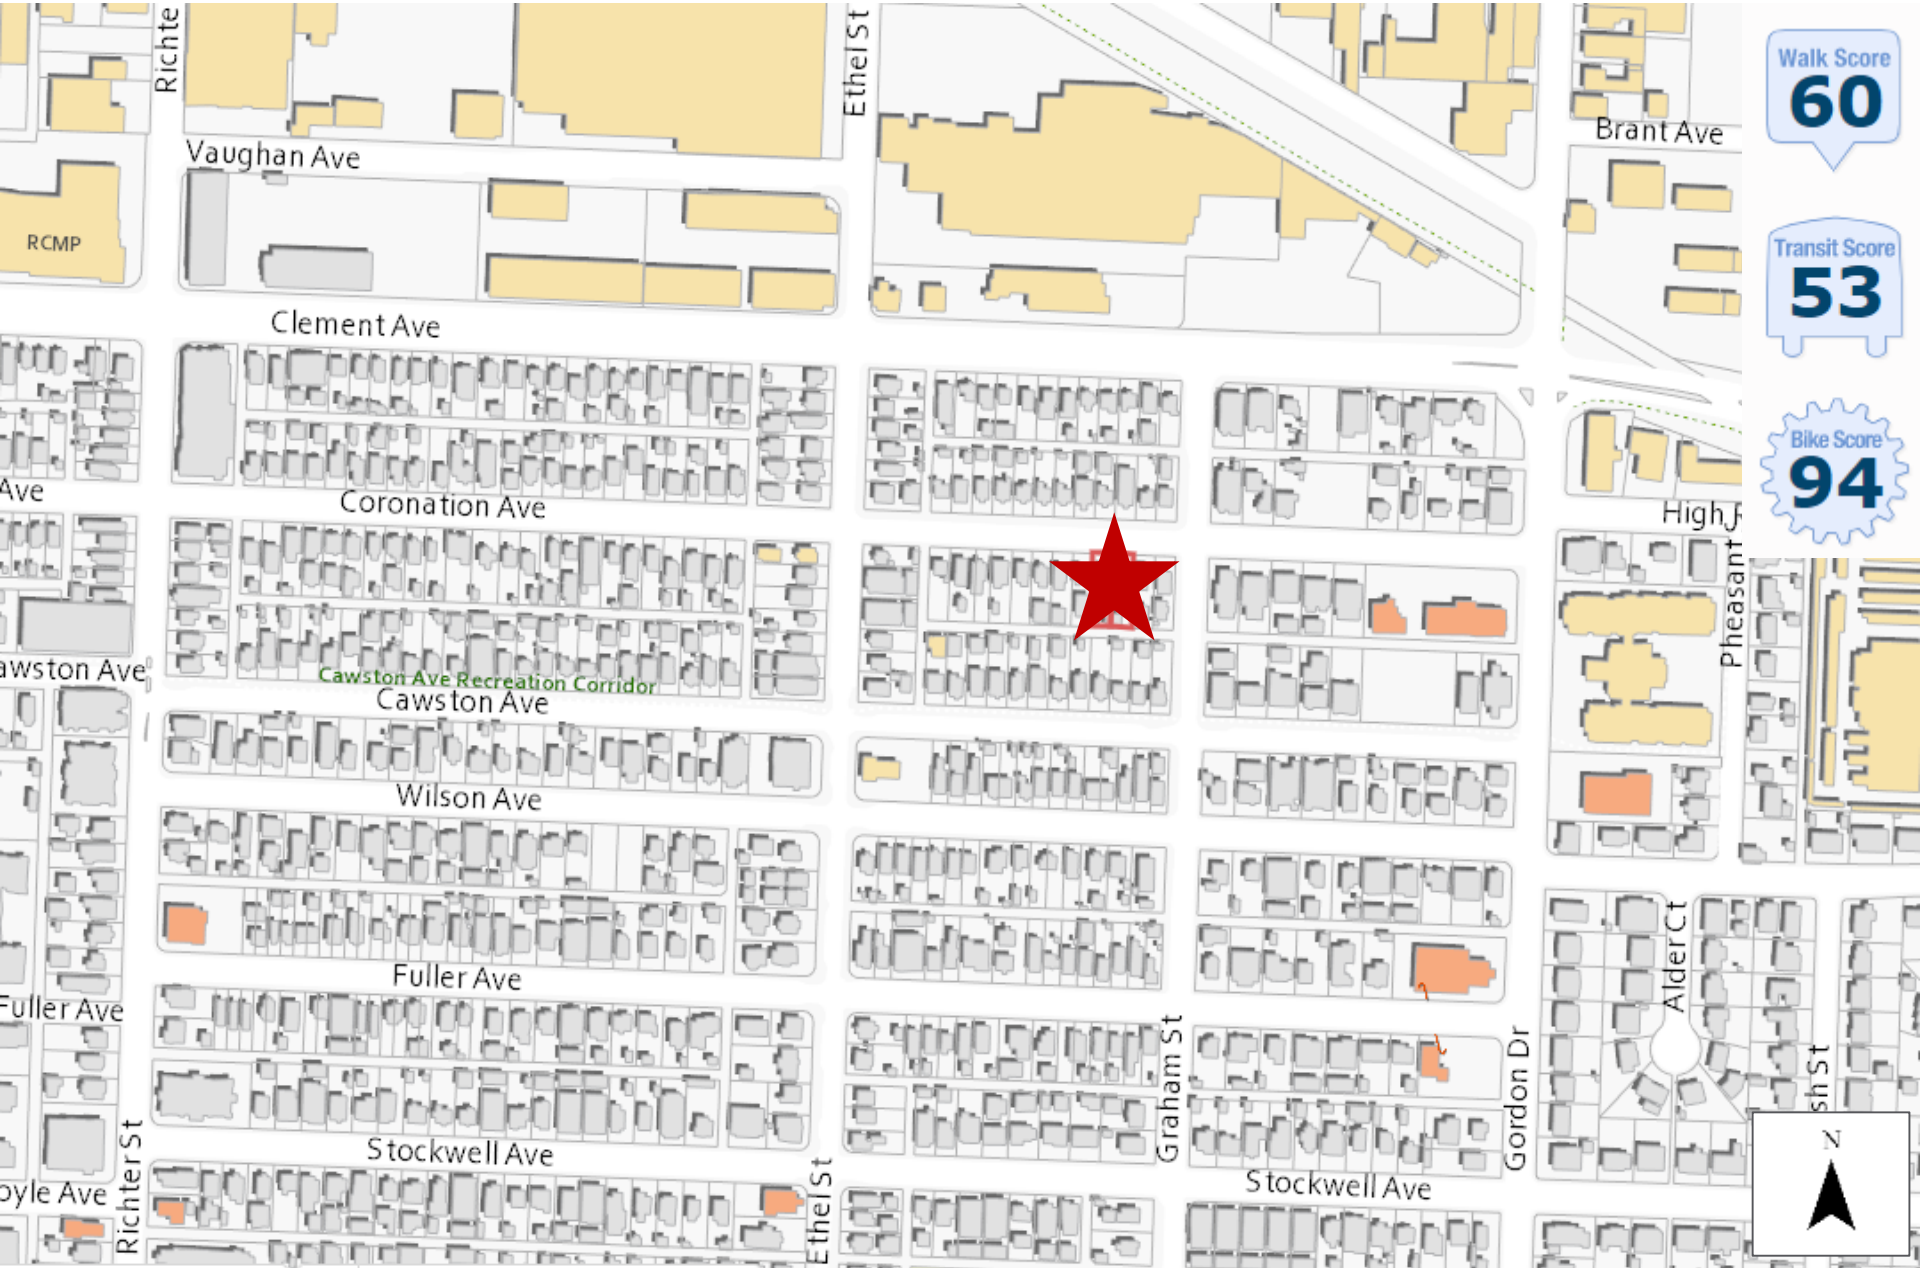 Richte
Ethel St
Walk Score
60
Brant Ave
Vaughan Ave
RCMP
Transit Score
53
Clement Ave
Bike Score
94
Ave
Coronation Ave
High
Pheasant
awston Ave
Cawston Ave Recreation Corridor
Cawston Ave
Wilson Ave
Fuller Ave
Alder Ct
Fuller Ave
Graham St
Gordon Dr
sh St
Richter St
Stockwell Ave
Ethel St
oyle Ave
Stockwell Ave
N